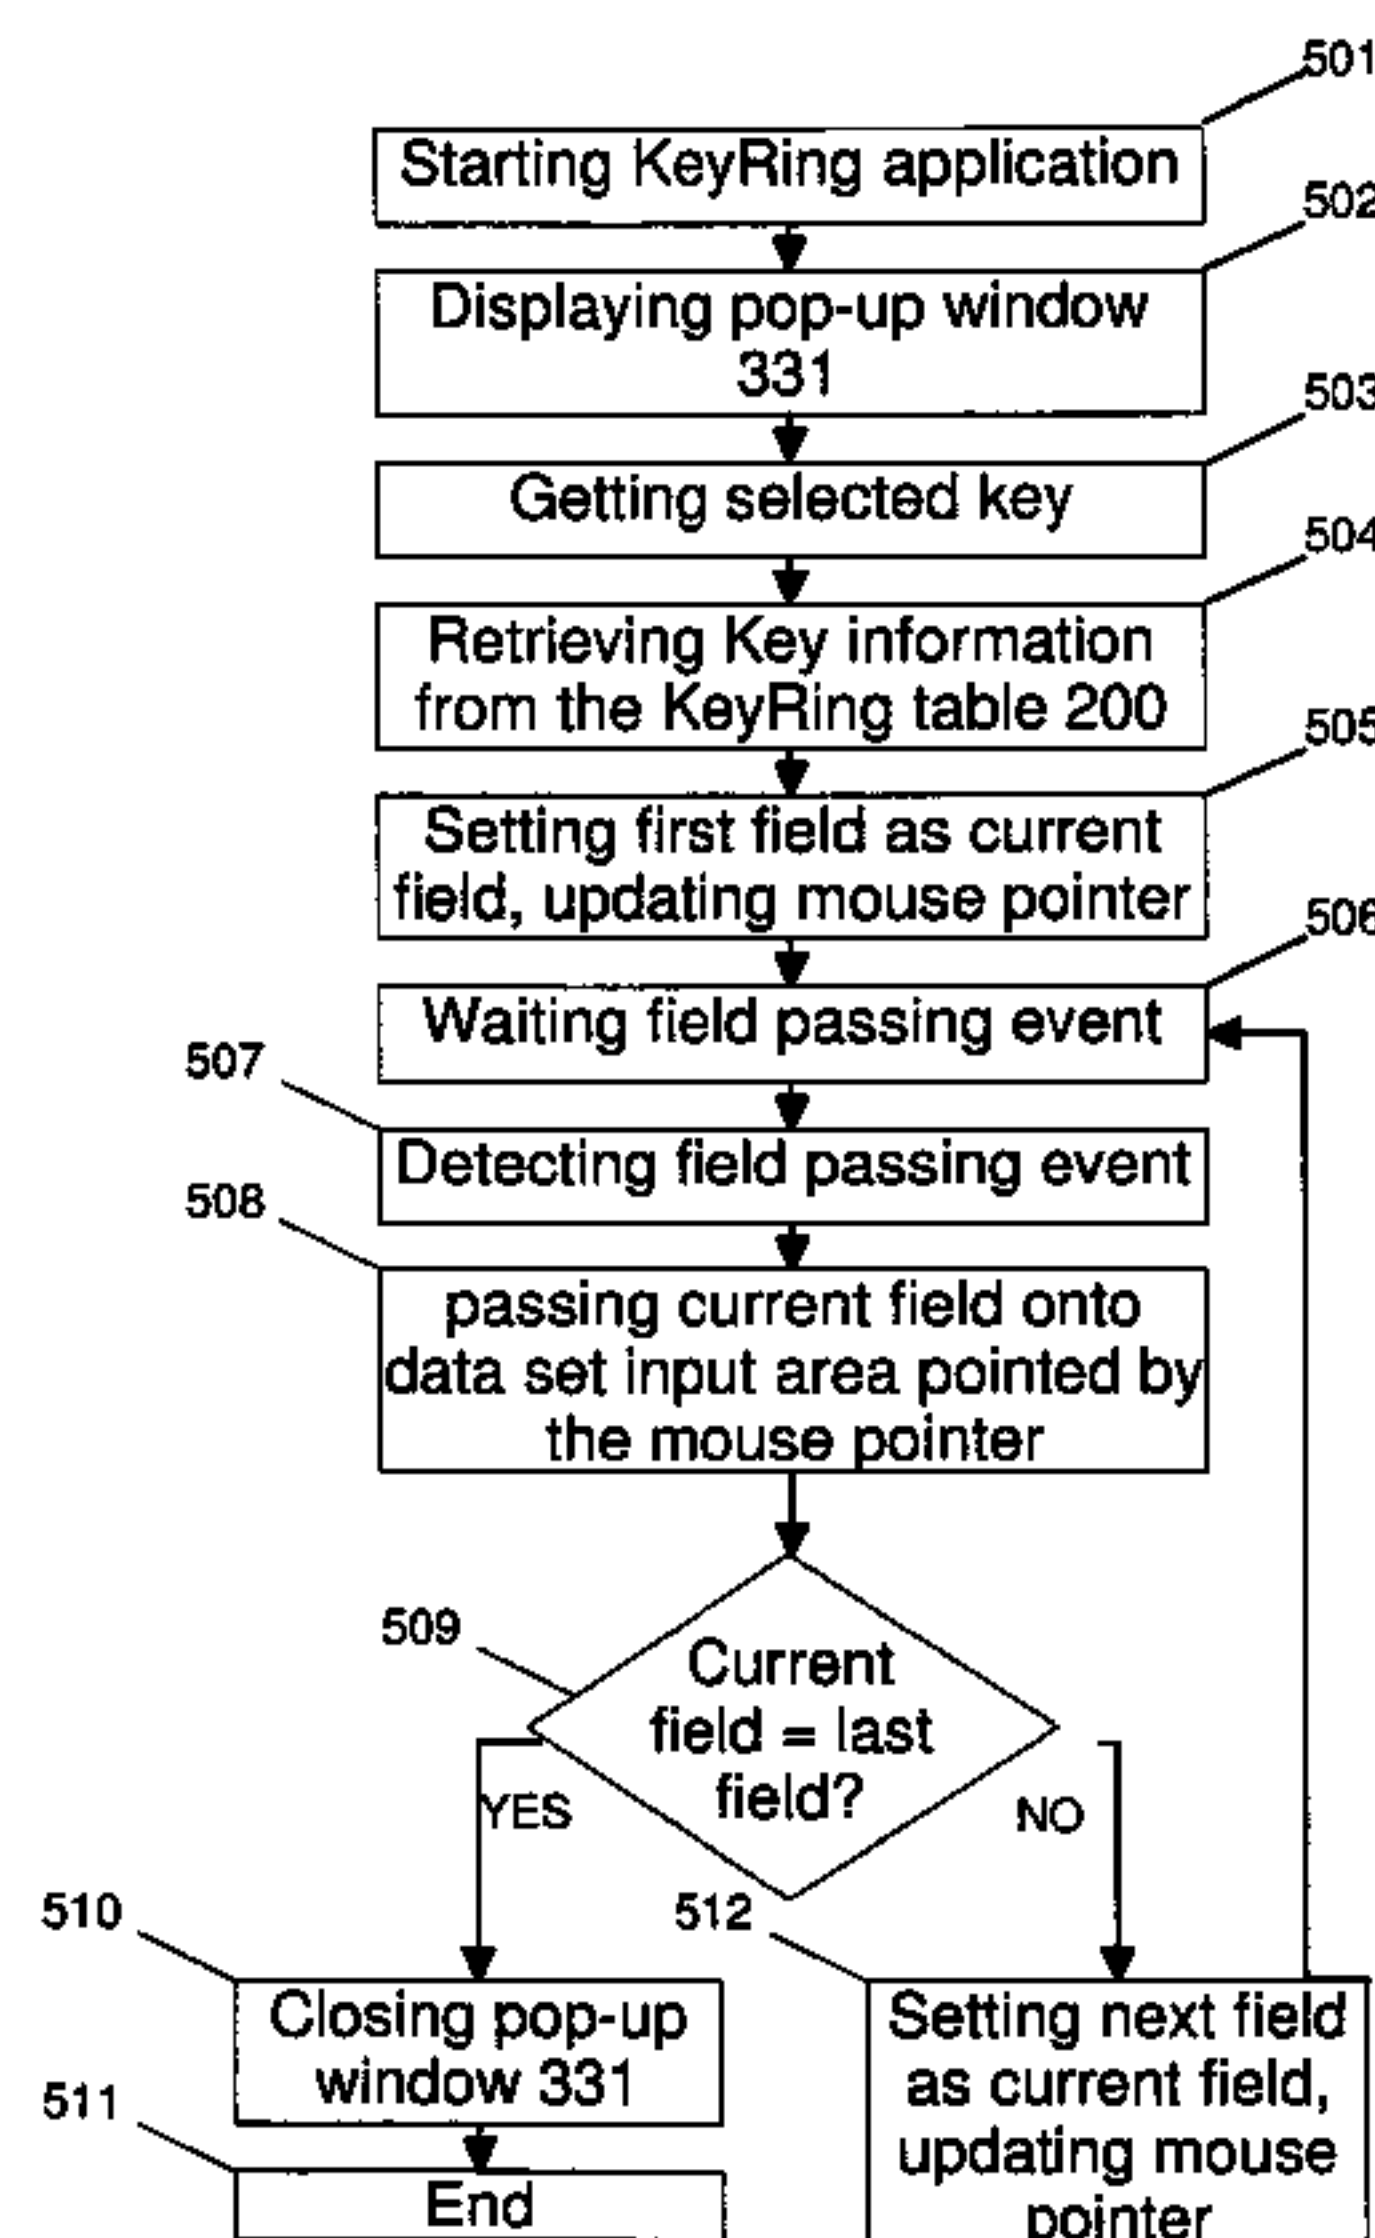 501
Starting KeyRing application
502
Displaying pop-up window
331
503
Getting selected key
504
Retrieving Key information
from the KeyRing table 200
505
Setting first field as current
field, updating mouse pointer
506
Waiting field passing event
507
Detecting field passing event
508
passing current field onto
data set input area pointed by
the mouse pointer
509
Current
field = last
field?
YES
NO
510
512
Closing pop-up
window 331
Setting next field
as current field,
updating mouse
pointer
511
End